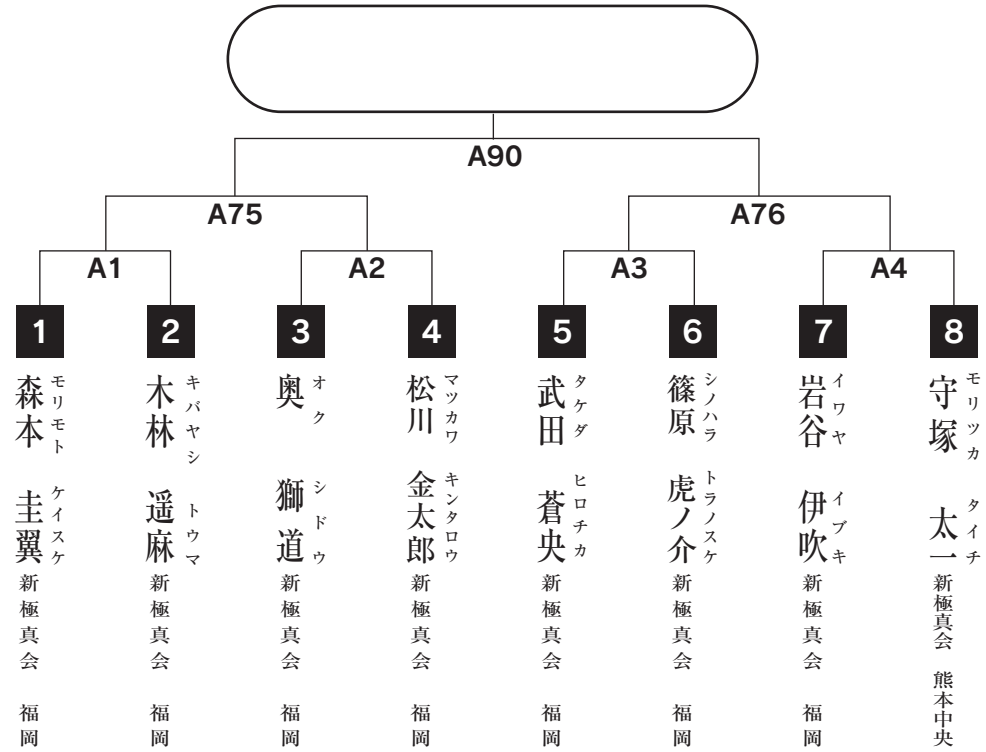 A90
A75
A76
A1
A2
A3
A4
1
2
3
4
5
6
7
8
森本 圭翼
モリモト ケイスケ
新極真会 福岡
木林 遥麻
キバヤシ トウマ
新極真会 福岡
奥 獅道
オク シドウ
新極真会 福岡
松川 金太郎
マツカワ キンタロウ
新極真会 福岡
武田 蒼央
タケダ ヒロチカ
新極真会 福岡
篠原 虎ノ介
シノハラ トラノスケ
新極真会 福岡
岩谷 伊吹
イワヤ イブキ
新極真会 福岡
守塚 太一
モリツカ タイチ
新極真会 熊本中央